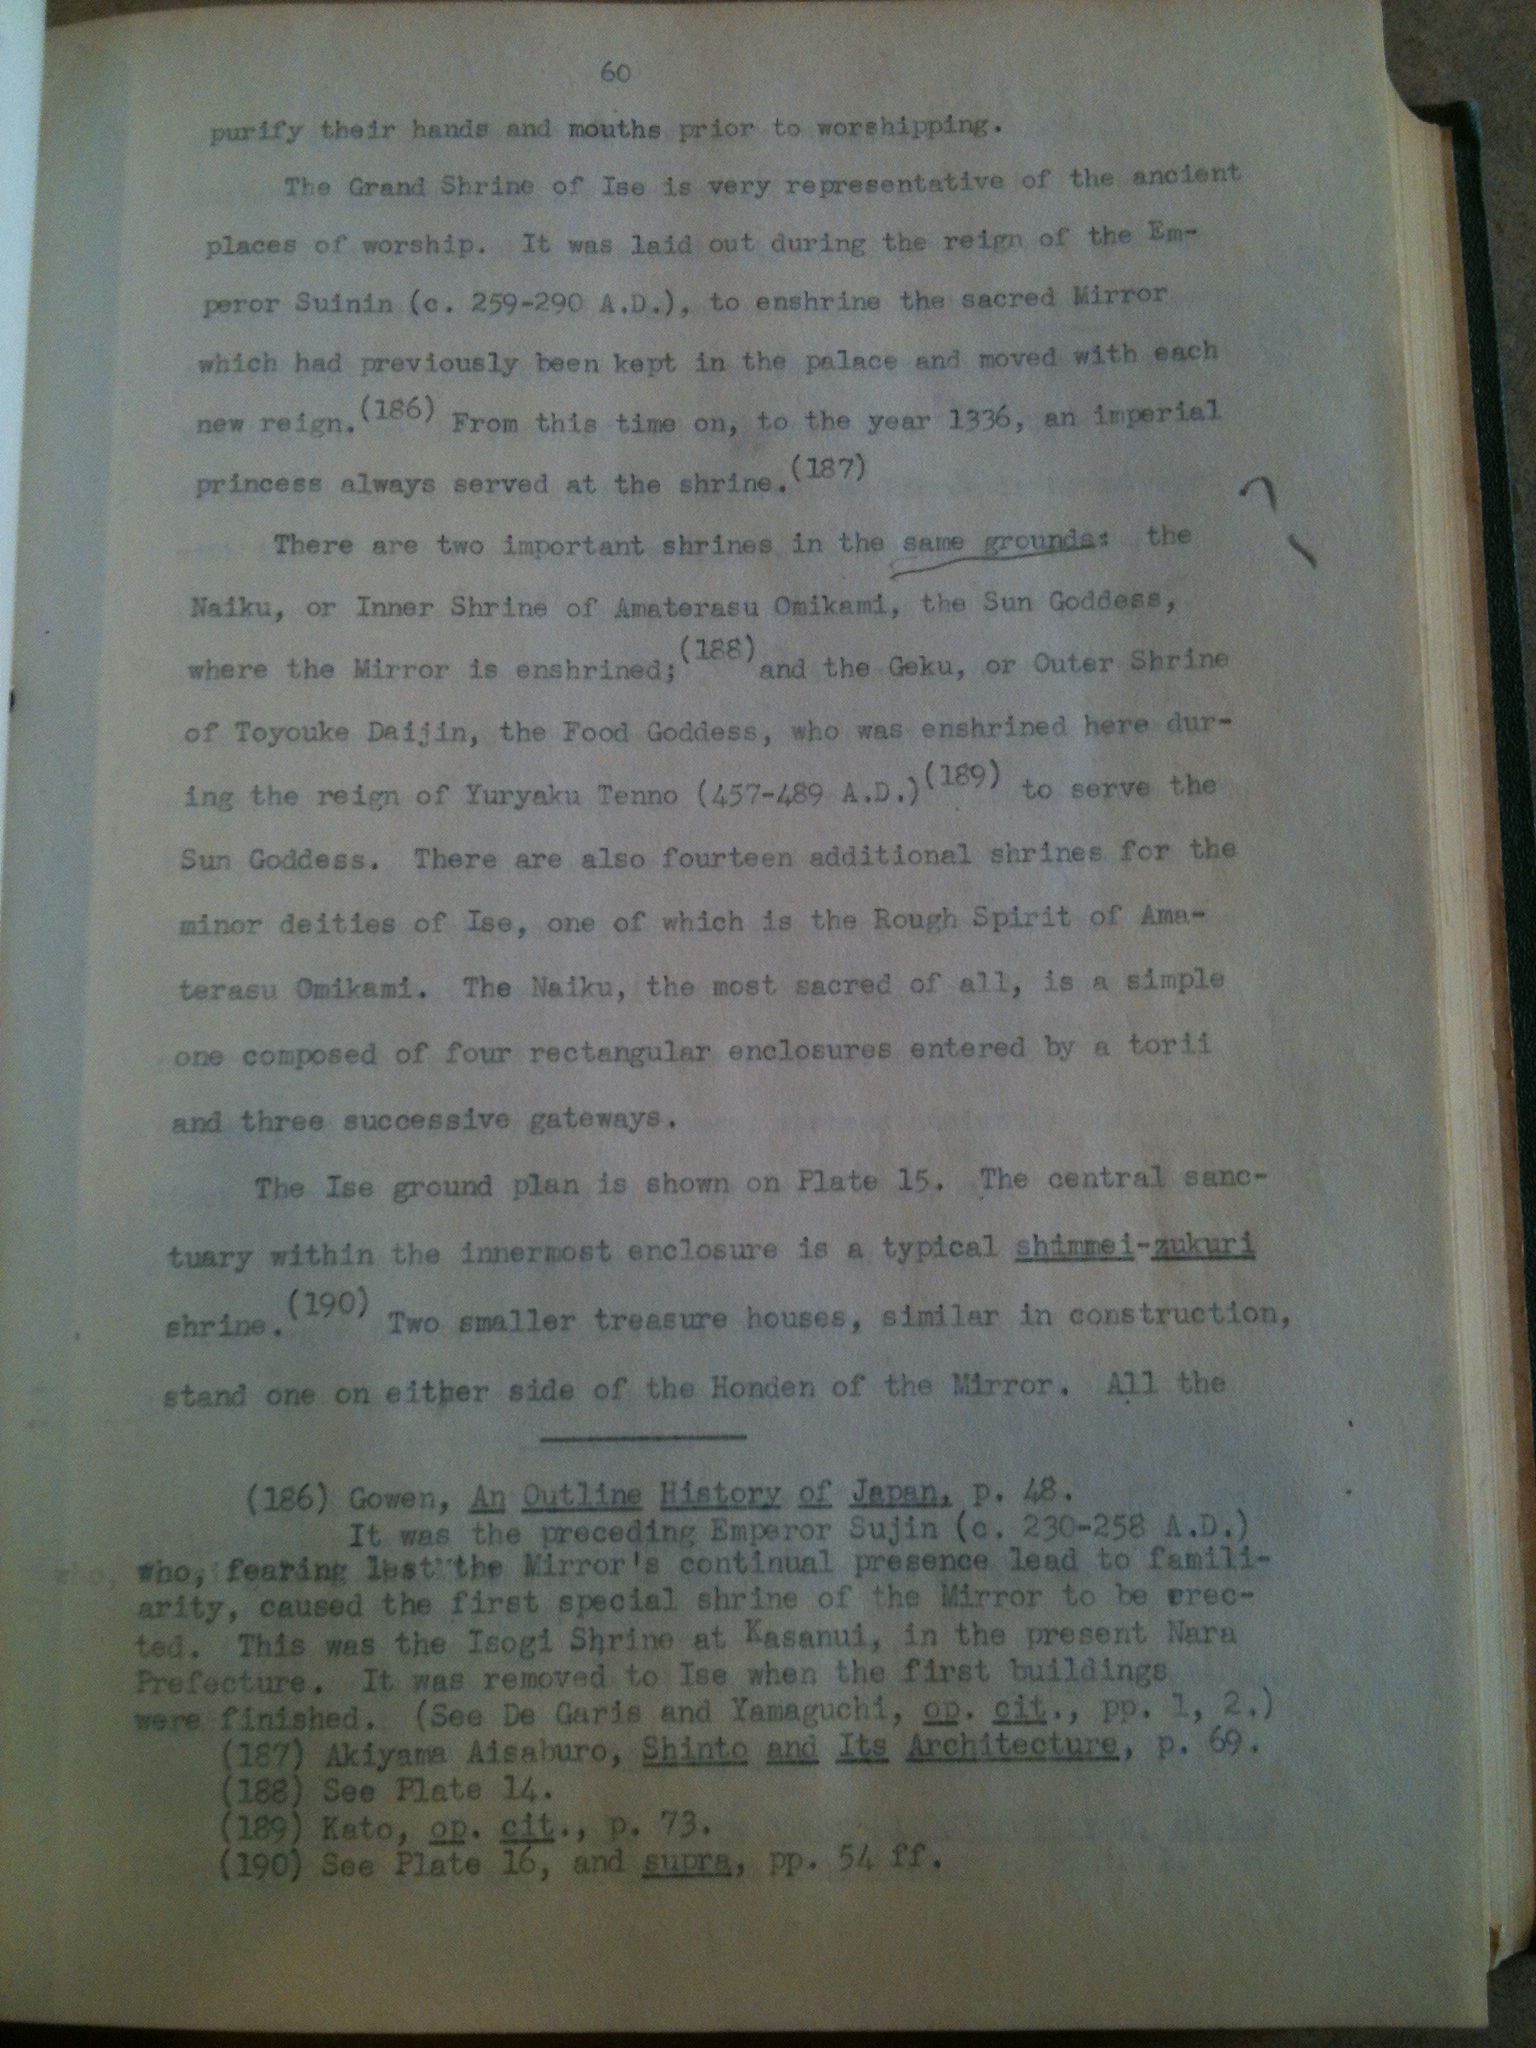 60
purify their hands and mouths prior to worshipping.
The Grand Shrine of Ise is very representative of the ancient
places of worship. It was laid out during the reign of the Em-
peror Suinin (c. 259-290 A.D.), to enshrine the sacred Mirror
which had previously been kept in the palace and moved with each
new reign.(186) From this time on, to the year 1336, an imperial
princess always served at the shrine.(187)
There are two important shrines in the same grounds: the
Naiku, or Inner Shrine of Amaterasu Omikami, the Sun Goddess,
where the Mirror is enshrined;(188) and the Geku, or Outer Shrine
of Toyouke Daijin, the Food Goddess, who was enshrined here dur-
ing the reign of Yuryaku Tenno (457-489 A.D.)(189) to serve the
Sun Goddess. There are also fourteen additional shrines for the
minor deities of Ise, one of which is the Rough Spirit of Ama-
terasu Omikami. The Naiku, the most sacred of all, is a simple
one composed of four rectangular enclosures entered by a torii
and three successive gateways.
The Ise ground plan is shown on Plate 15. The central sanc-
tuary within the innermost enclosure is a typical shimmei-zukuri
shrine.(190) Two smaller treasure houses, similar in construction,
stand one on either side of the Honden of the Mirror. All the
(186) Gowen, An Outline History of Japan, p. 48.
It was the preceding Emperor Sujin (c. 230-258 A.D.)
who, fearing lest the Mirror's continual presence lead to famili-
arity, caused the first special shrine of the Mirror to be erec-
ted. This was the Isogi Shrine at Kasanui, in the present Nara
Prefecture. It was removed to Ise when the first buildings
were finished. (See De Garis and Yamaguchi, op. cit., pp. 1, 2.)
(187) Akiyama Aisaburo, Shinto and Its Architecture, p. 69.
(188) See Plate 14.
(189) Kato, op. cit., p. 73.
(190) See Plate 16, and supra, pp. 54 ff.